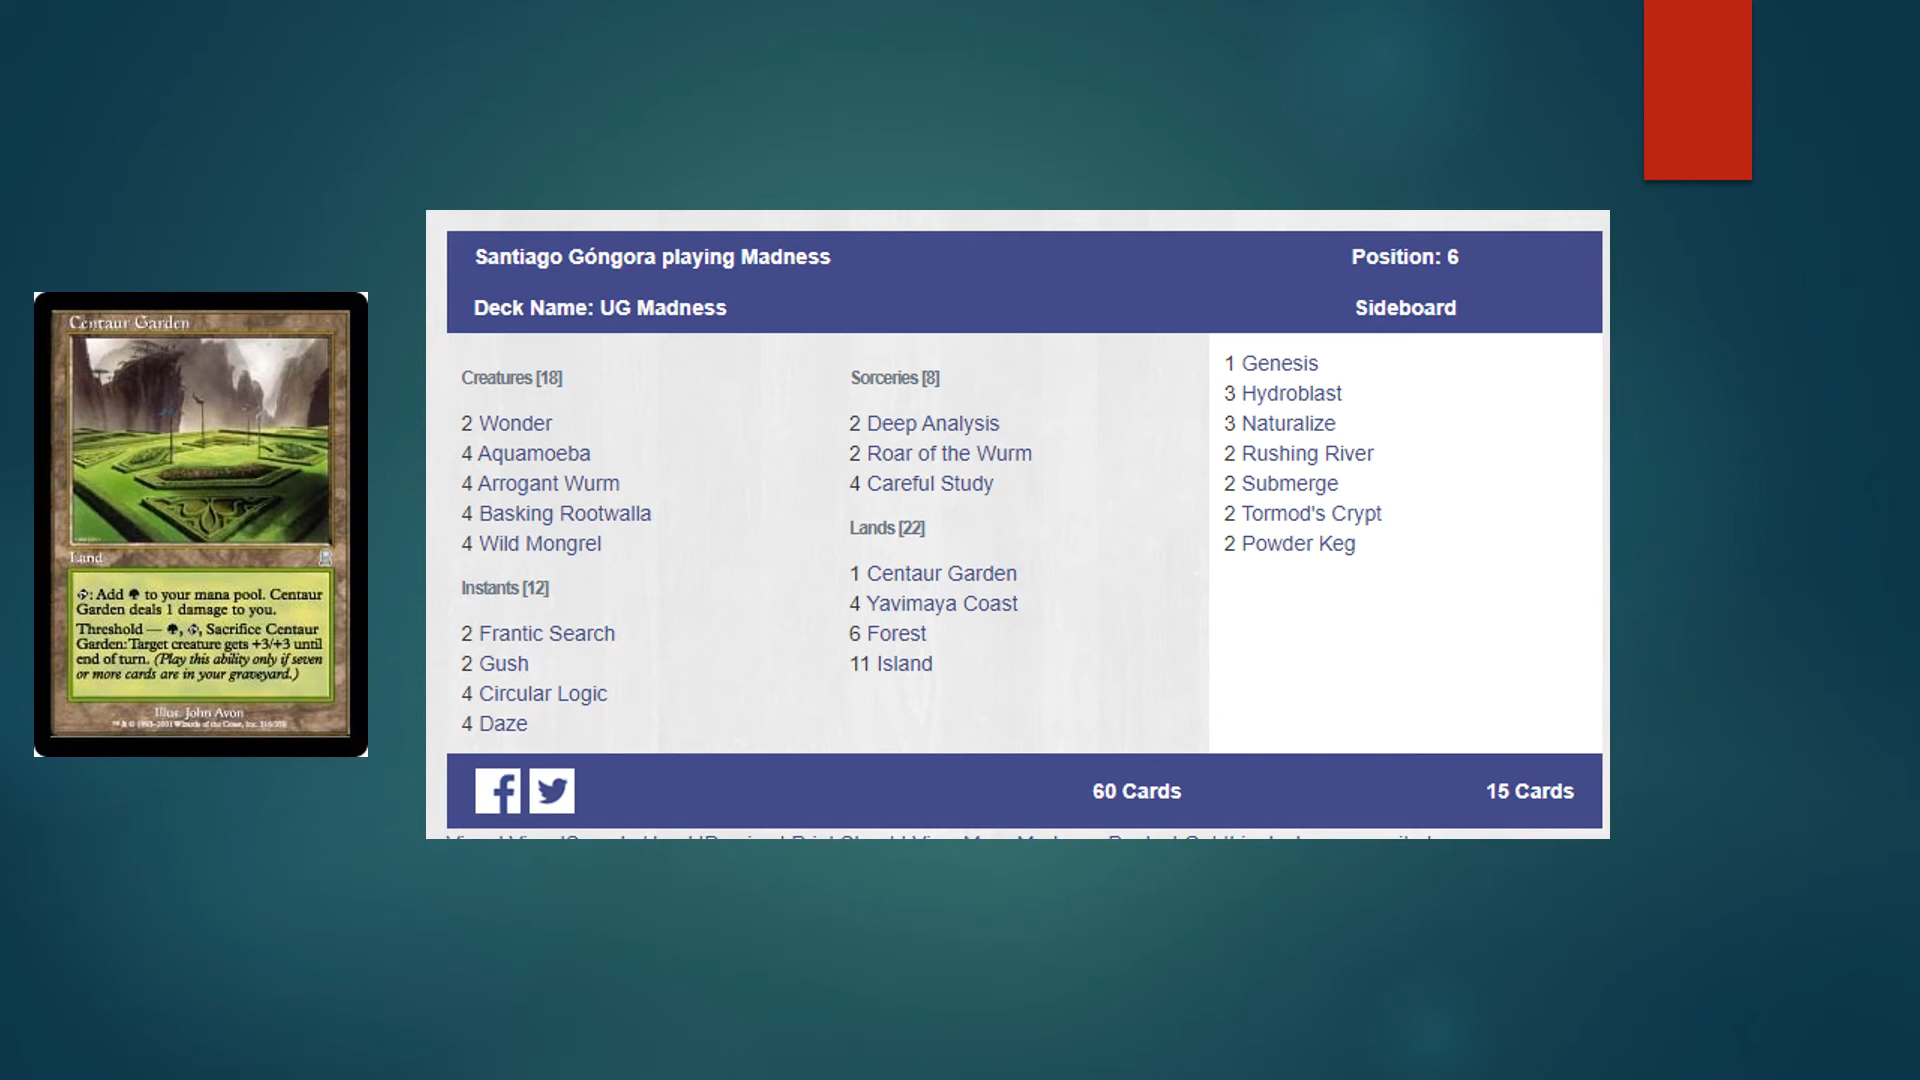 Centaur Garden
Land
: Add to your mana pool. Centaur
Garden deals 1 damage to you.
Threshold — , , Sacrifice Centaur
Garden: Target creature gets +3/+3 until
end of turn. (Play this ability only if seven
or more cards are in your graveyard.)
Illus. John Avon
Santiago Góngora playing Madness
Position: 6
Deck Name: UG Madness
Sideboard
Creatures [18]
2 Wonder
4 Aquamoeba
4 Arrogant Wurm
4 Basking Rootwalla
4 Wild Mongrel
Instants [12]
2 Frantic Search
2 Gush
4 Circular Logic
4 Daze
Sorceries [8]
2 Deep Analysis
2 Roar of the Wurm
4 Careful Study
Lands [22]
1 Centaur Garden
4 Yavimaya Coast
6 Forest
11 Island
1 Genesis
3 Hydroblast
3 Naturalize
2 Rushing River
2 Submerge
2 Tormod's Crypt
2 Powder Keg
60 Cards
15 Cards